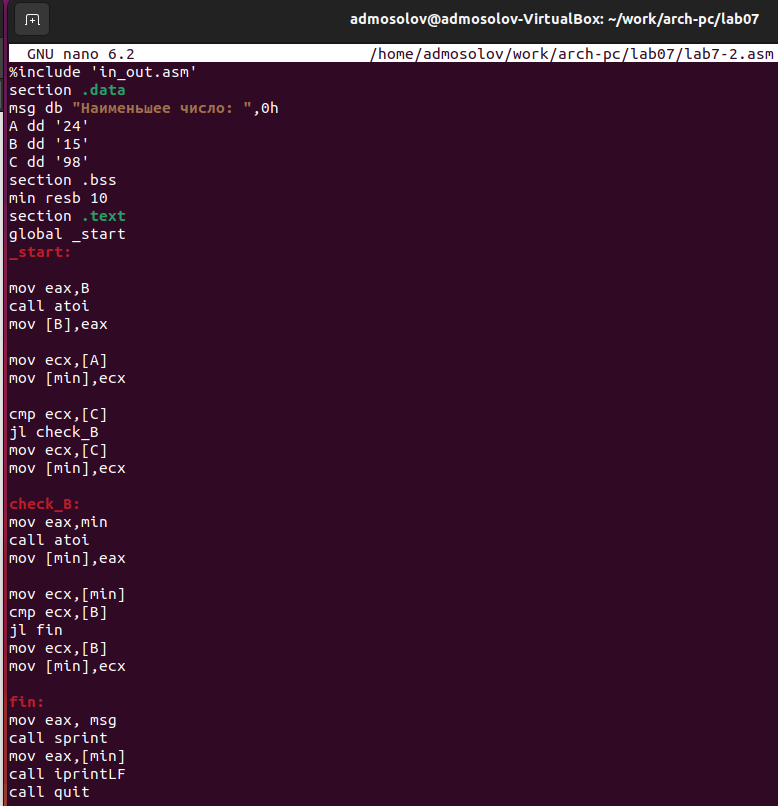 admosolov@admosolov-VirtualBox: ~/work/arch-pc/lab07
GNU nano 6.2 /home/admosolov/work/arch-pc/lab07/lab7-2.asm
%include 'in_out.asm'
section .data
msg db "Наименьшее число: ",0h
A dd '24'
B dd '15'
C dd '98'
section .bss
min resb 10
section .text
global _start
_start:

mov eax,B
call atoi
mov [B],eax

mov ecx,[A]
mov [min],ecx

cmp ecx,[C]
jl check_B
mov ecx,[C]
mov [min],ecx

check_B:
mov eax,min
call atoi
mov [min],eax

mov ecx,[min]
cmp ecx,[B]
jl fin
mov ecx,[B]
mov [min],ecx

fin:
mov eax, msg
call sprint
mov eax,[min]
call iprintLF
call quit